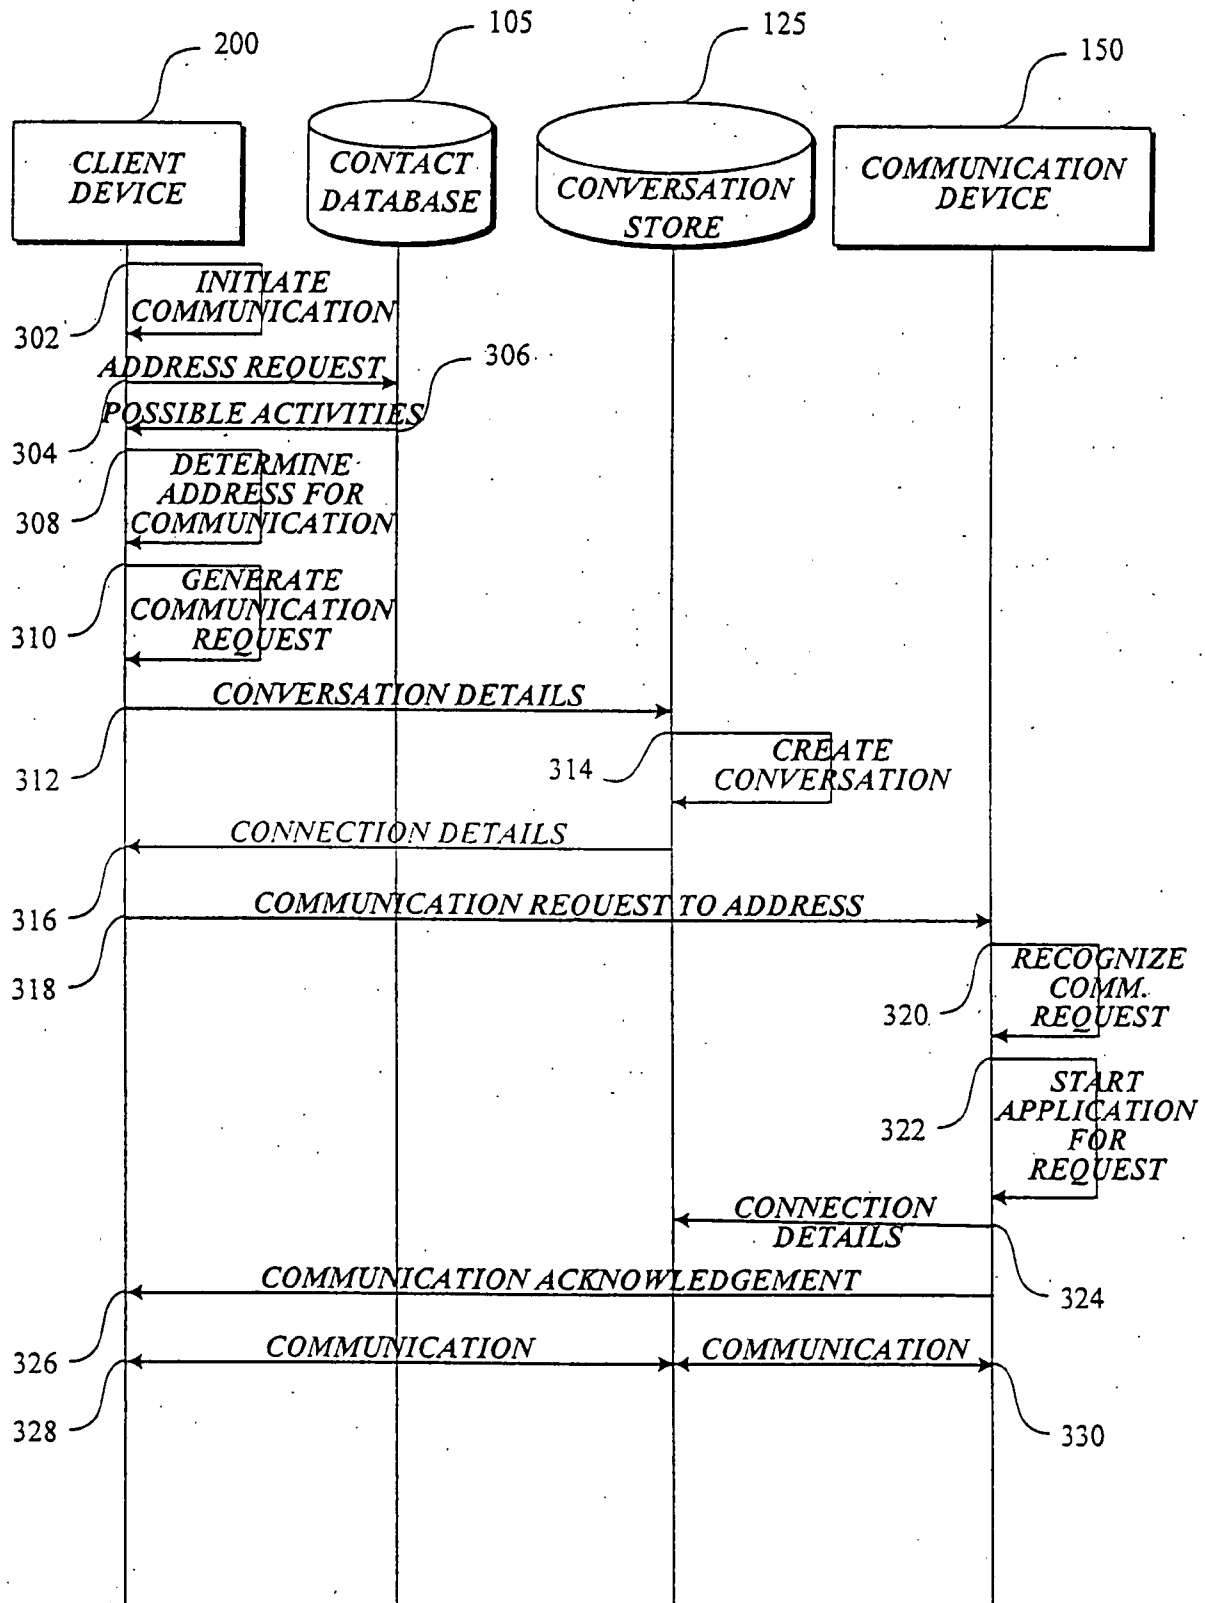 200
105
125
150
CLIENT
DEVICE
CONTACT
DATABASE
CONVERSATION
STORE
COMMUNICATION
DEVICE
INITIATE
COMMUNICATION
302
ADDRESS REQUEST
306
POSSIBLE ACTIVITIES
304
DETERMINE
ADDRESS FOR
COMMUNICATION
308
GENERATE
COMMUNICATION
REQUEST
310
CONVERSATION DETAILS
312
CREATE
CONVERSATION
314
CONNECTION DETAILS
316
COMMUNICATION REQUEST TO ADDRESS
318
RECOGNIZE
COMM.
REQUEST
320
START
APPLICATION
FOR
REQUEST
322
CONNECTION
DETAILS
324
COMMUNICATION ACKNOWLEDGEMENT
326
COMMUNICATION
COMMUNICATION
328
330